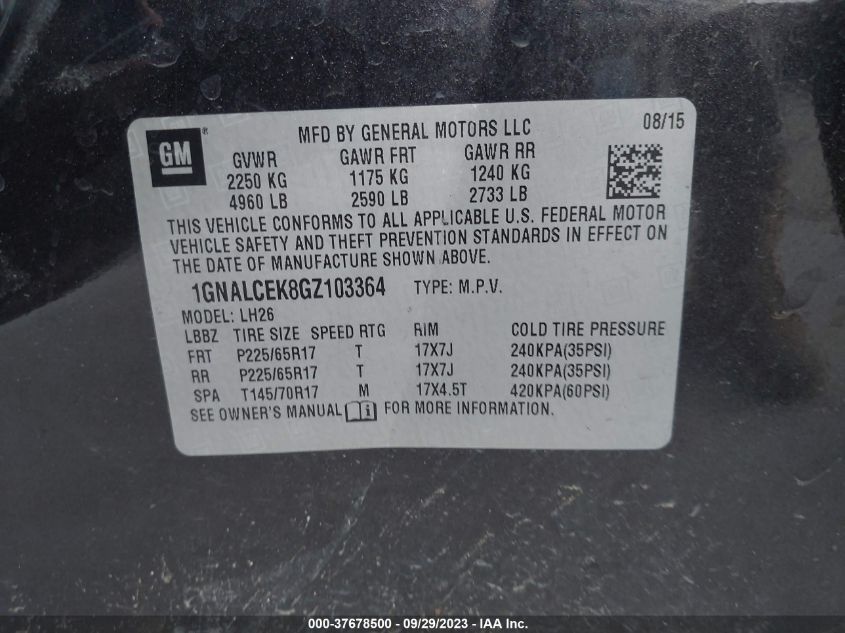 GM ®
MFD BY GENERAL MOTORS LLC 08/15
GVWR GAWR FRT GAWR RR
2250 KG 1175 KG 1240 KG
4960 LB 2590 LB 2733 LB
THIS VEHICLE CONFORMS TO ALL APPLICABLE U.S. FEDERAL MOTOR
VEHICLE SAFETY AND THEFT PREVENTION STANDARDS IN EFFECT ON
THE DATE OF MANUFACTURE SHOWN ABOVE.
1GNALCEK8GZ103364 TYPE: M.P.V.
MODEL: LH26
LBBZ TIRE SIZE SPEED RTG RIM COLD TIRE PRESSURE
FRT P225/65R17 T 17X7J 240KPA(35PSI)
RR P225/65R17 T 17X7J 240KPA(35PSI)
SPA T145/70R17 M 17X4.5T 420KPA(60PSI)
SEE OWNER'S MANUAL i FOR MORE INFORMATION.
000-37678500 - 09/29/2023 - IAA Inc.